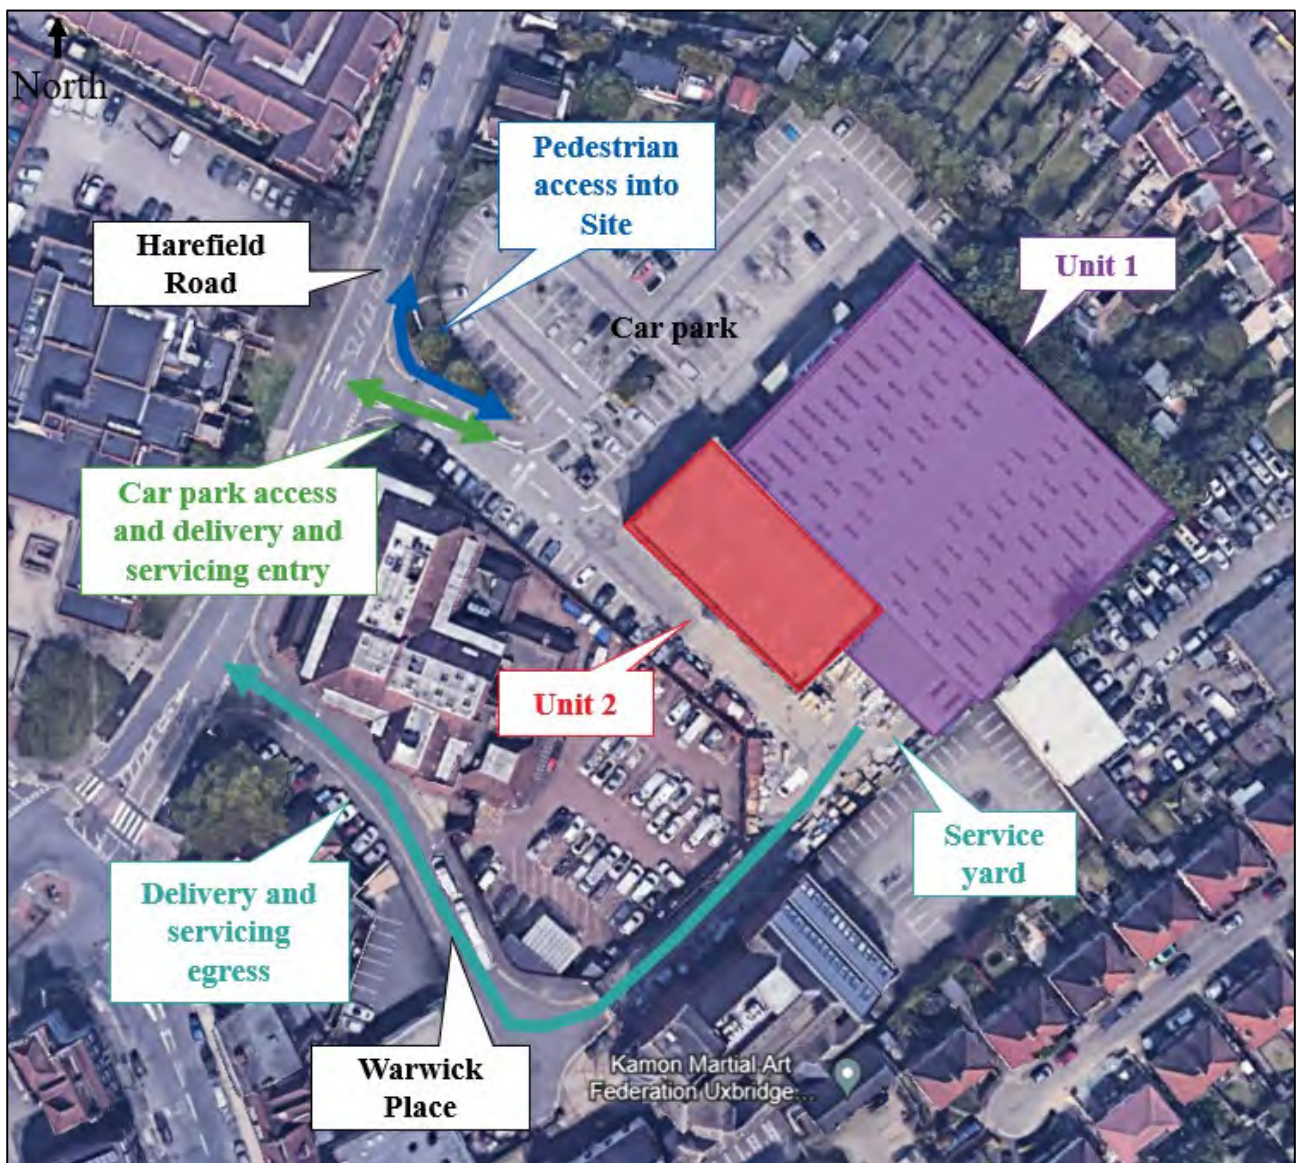 North
Pedestrian
access into
Site
Harefield
Road
Unit 1
Car park
Car park access
and delivery and
servicing entry
Unit 2
Service
yard
Delivery and
servicing
egress
Warwick
Place
Kamon Martial Art
Federation Uxbridge...